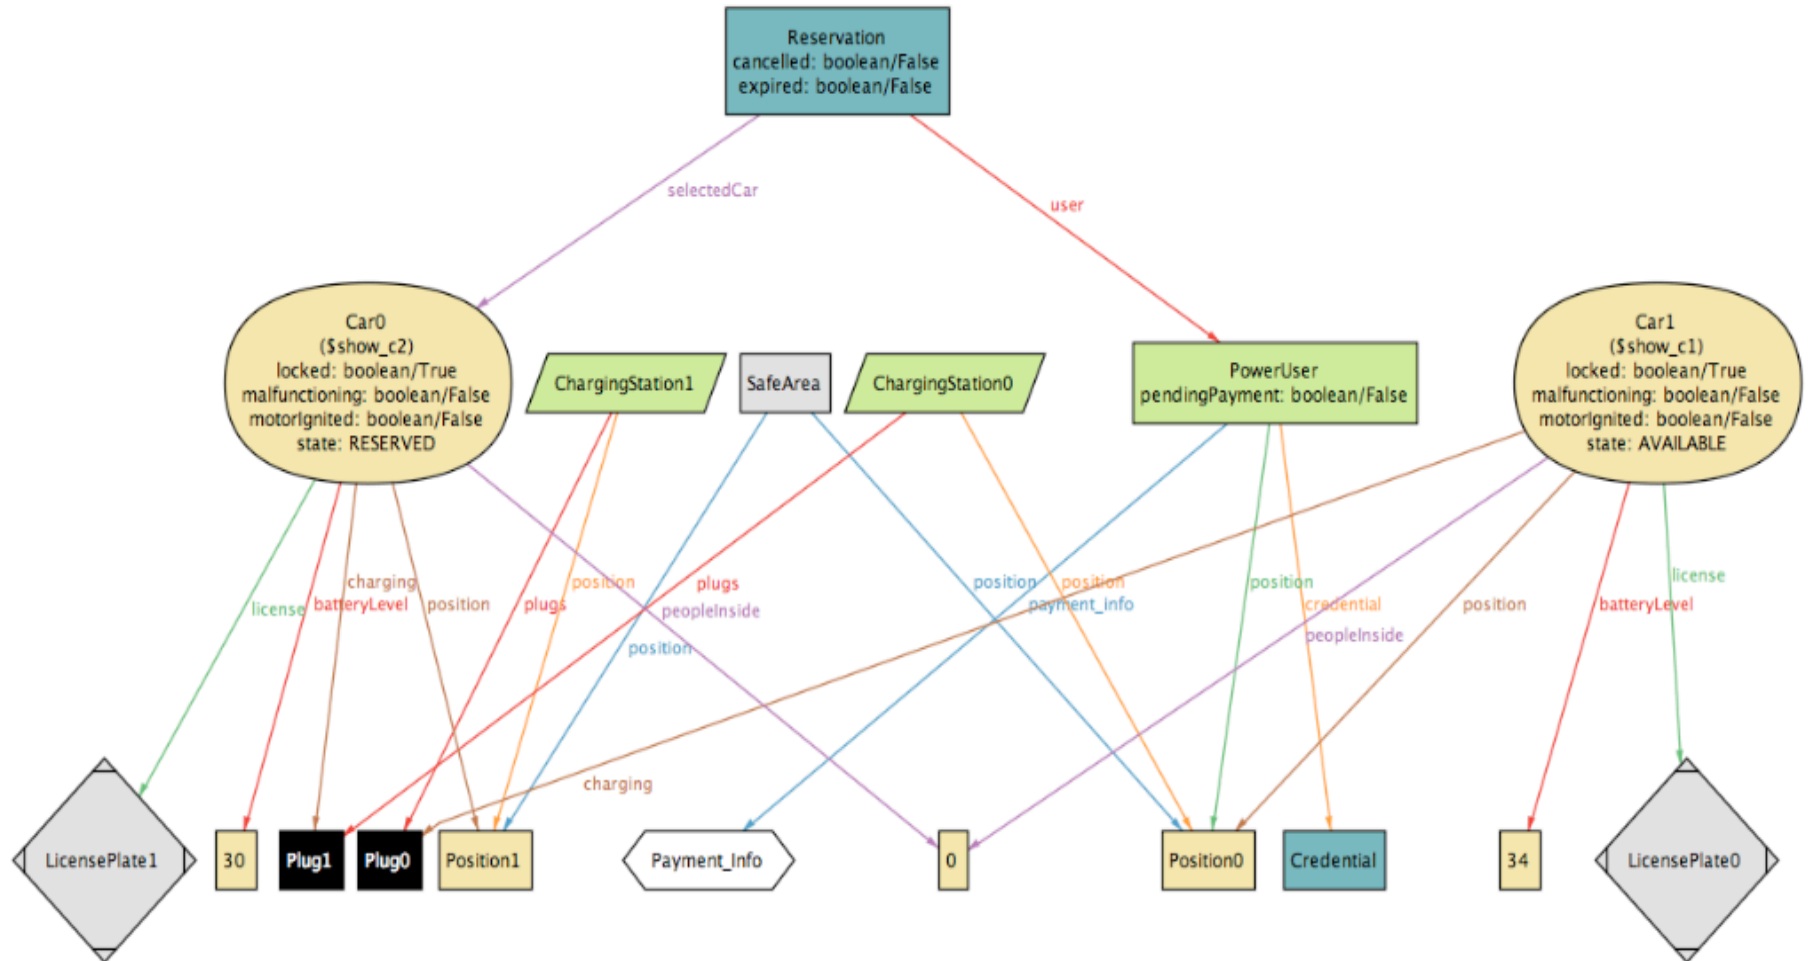 Reservation
cancelled: boolean/False
expired: boolean/False
selectedCar
user
Car0
($show_c2)
locked: boolean/True
malfunctioning: boolean/False
motorIgnited: boolean/False
state: RESERVED
ChargingStation1
SafeArea
ChargingStation0
PowerUser
pendingPayment: boolean/False
Car1
($show_c1)
locked: boolean/True
malfunctioning: boolean/False
motorIgnited: boolean/False
state: AVAILABLE
charging
position
plugs
position
position
position
license
license
batteryLevel
position
plugs
peopleInside
payment_info
credential
position
batteryLevel
position
peopleInside
charging
LicensePlate1
30
Plug1
Plug0
Position1
Payment_Info
0
Position0
Credential
34
LicensePlate0